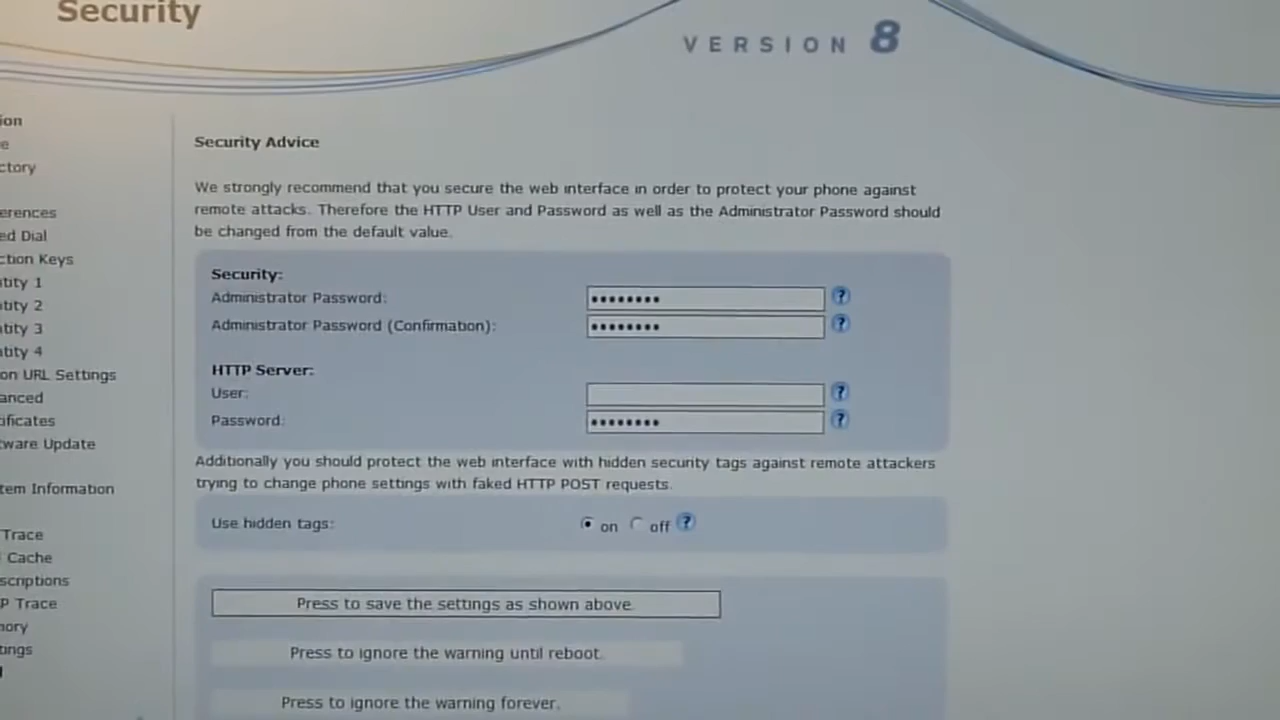 Security
VERSION 8
Security Advice
We strongly recommend that you secure the web interface in order to protect your phone against
remote attacks. Therefore the HTTP User and Password as well as the Administrator Password should
be changed from the default value.
Security:
Administrator Password:
Administrator Password (Confirmation):
HTTP Server:
User:
Password:
Additionally you should protect the web interface with hidden security tags against remote attackers
trying to change phone settings with faked HTTP POST requests.
Use hidden tags: on off
Press to save the settings as shown above.
Press to ignore the warning until reboot.
Press to ignore the warning forever.
ion
e
ctory
erences
ed Dial
ction Keys
ntity 1
ntity 2
ntity 3
ntity 4
on URL Settings
anced
ificates
tware Update
tem Information
Trace
Cache
scriptions
P Trace
mory
tings